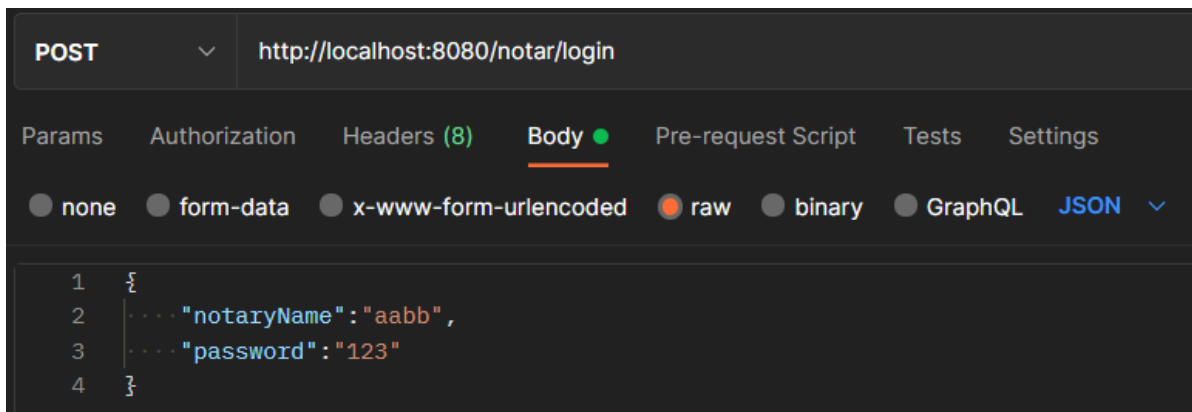 POST http://localhost:8080/notar/login
Params Authorization Headers (8) Body Pre-request Script Tests Settings
none form-data x-www-form-urlencoded raw binary GraphQL JSON
1 {
2 ····"notaryName":"aabb",
3 ····"password":"123"
4 }